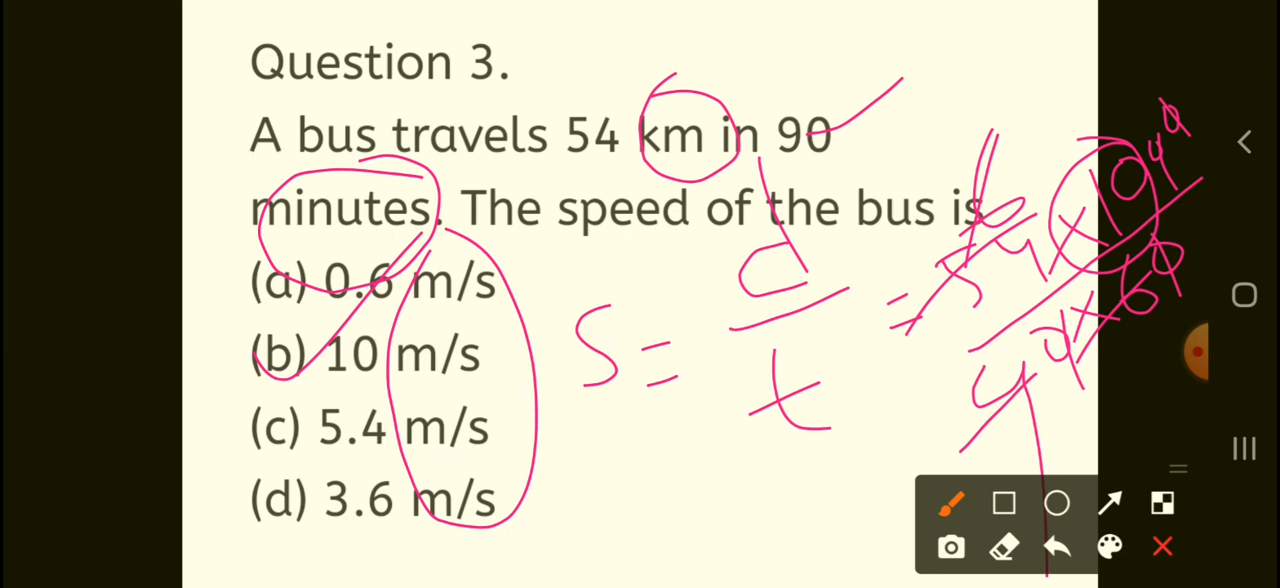 Question 3.
A bus travels 54 km in 90
minutes. The speed of the bus is
(a) 0.6 m/s
(b) 10 m/s
(c) 5.4 m/s
(d) 3.6 m/s
S = d/t =